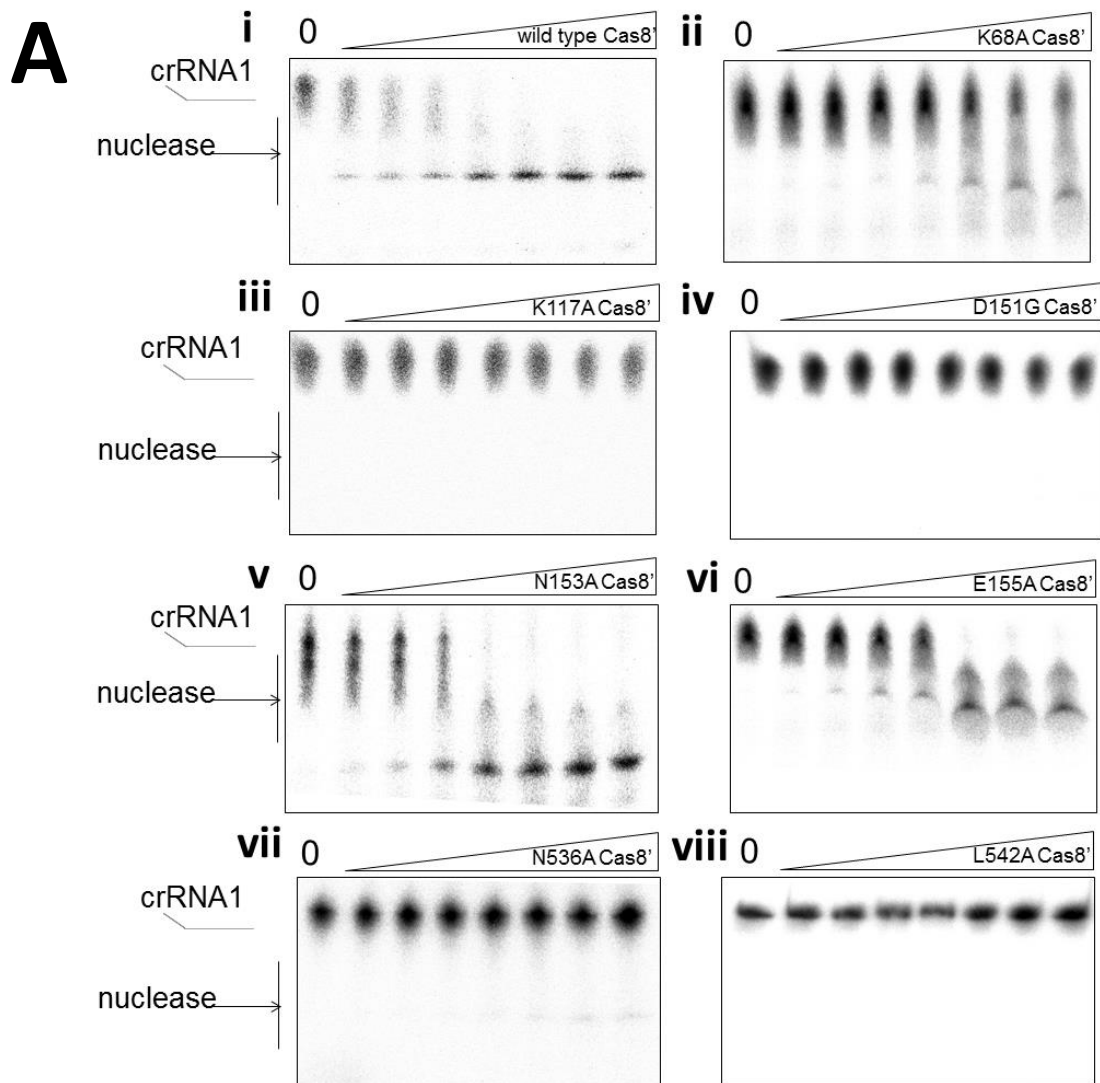 A
i
0
wild type Cas8'
ii
0
K68A Cas8'
crRNA1
nuclease
iii
0
K117A Cas8'
iv
0
D151G Cas8'
crRNA1
nuclease
v
0
N153A Cas8'
vi
0
E155A Cas8'
crRNA1
nuclease
vii
0
N536A Cas8'
viii
0
L542A Cas8'
crRNA1
nuclease